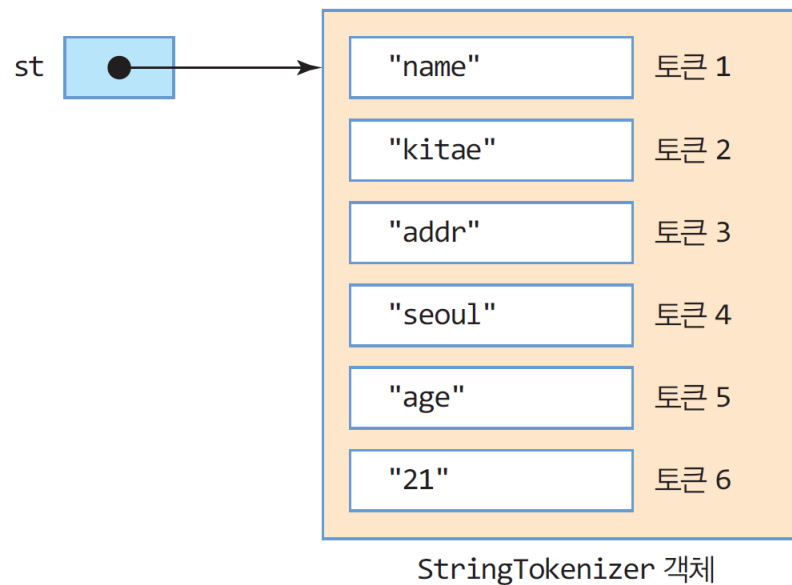 st
"name" 토큰 1
"kitae" 토큰 2
"addr" 토큰 3
"seoul" 토큰 4
"age" 토큰 5
"21" 토큰 6
StringTokenizer 객체